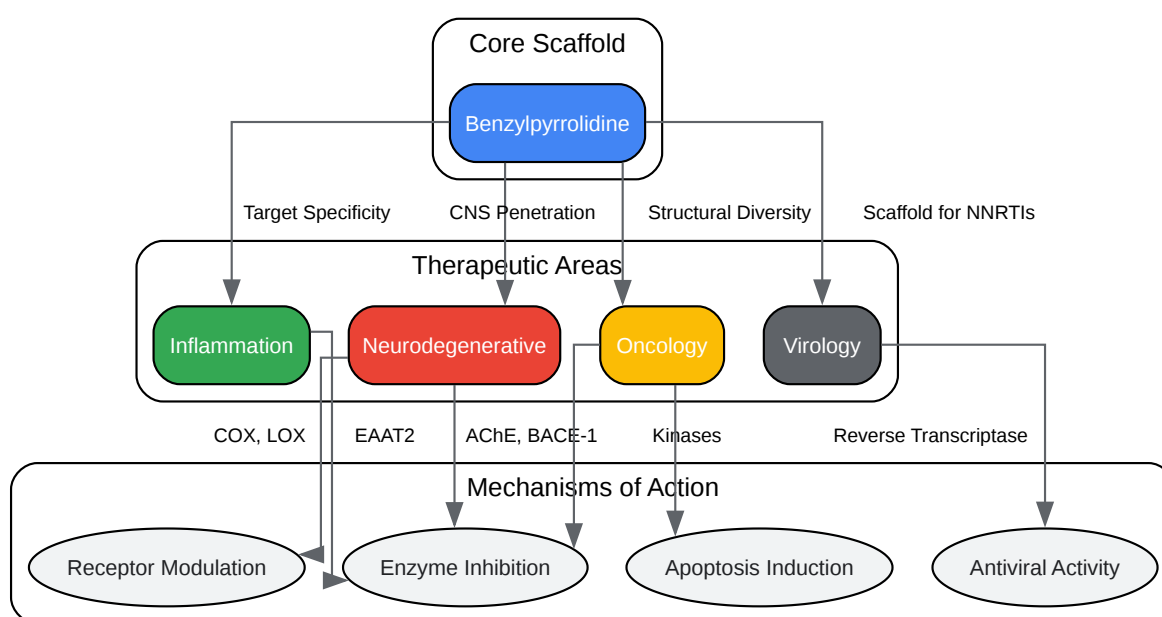 Core Scaffold
Benzylpyrrolidine
Target Specificity
CNS Penetration
Structural Diversity
Scaffold for NNRTIs
Therapeutic Areas
Inflammation
Neurodegenerative
Oncology
Virology
COX, LOX
EAAT2
AChE, BACE-1
Kinases
Reverse Transcriptase
Mechanisms of Action
Receptor Modulation
Enzyme Inhibition
Apoptosis Induction
Antiviral Activity